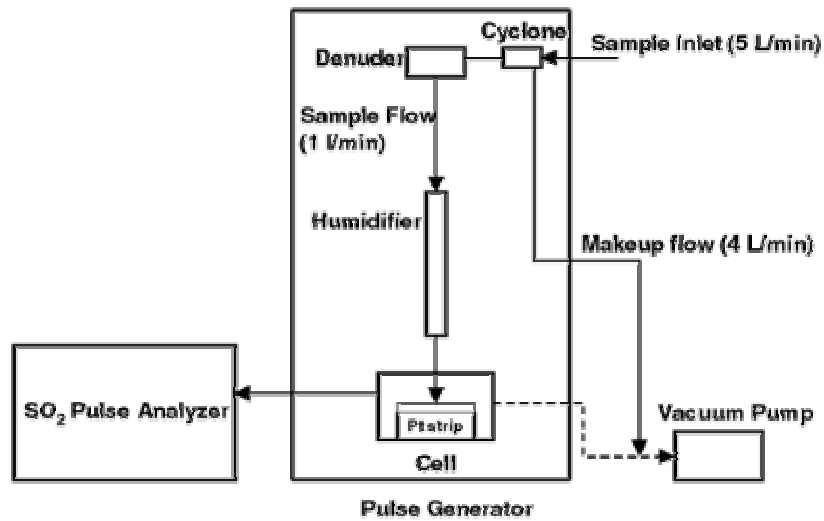 Cyclone
Sample Inlet (5 L/min)
Denuder
Sample Flow
(1 l/min)
Humidifier
Makeup flow (4 L/min)
SO₂ Pulse Analyzer
Pt strip
Vacuum Pump
Cell
Pulse Generator